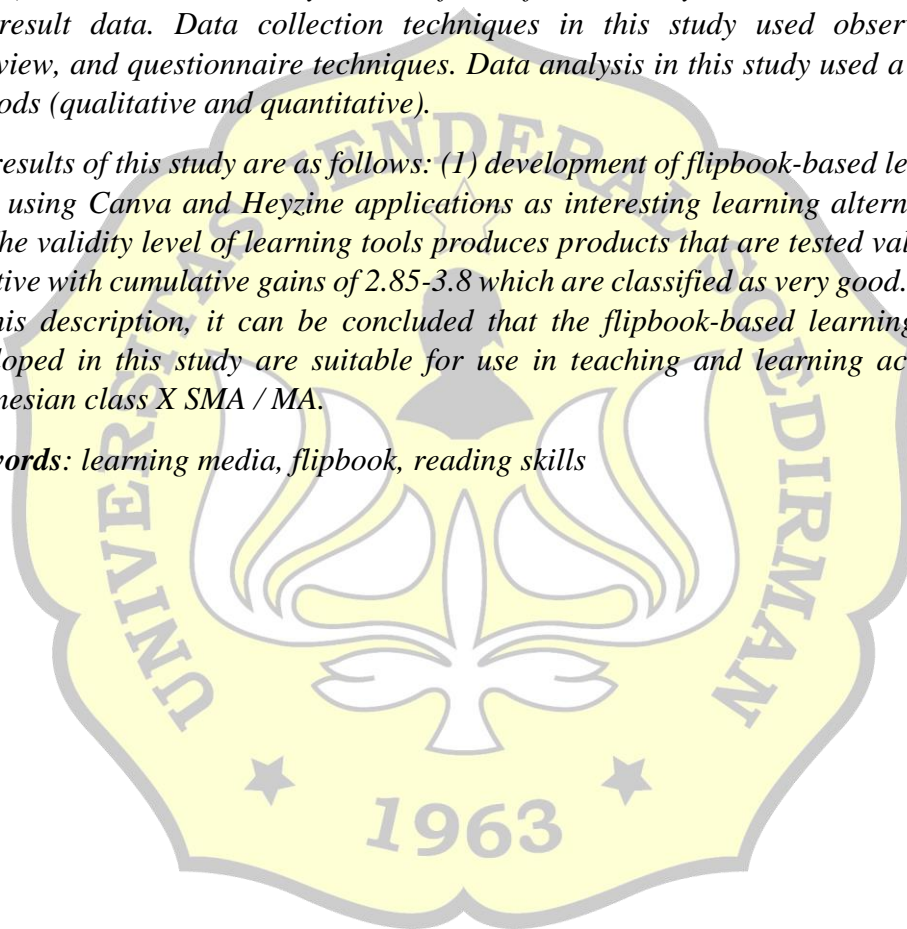 result data. Data collection techniques in this study used obser
view, and questionnaire techniques. Data analysis in this study used a
ods (qualitative and quantitative).
results of this study are as follows: (1) development of flipbook-based le
using Canva and Heyzine applications as interesting learning altern
he validity level of learning tools produces products that are tested val
tive with cumulative gains of 2.85-3.8 which are classified as very good.
his description, it can be concluded that the flipbook-based learning
loped in this study are suitable for use in teaching and learning ac
nesian class X SMA / MA.
words: learning media, flipbook, reading skills
UNIVERSITAS JENDERAL SOEDIRMAN
1963